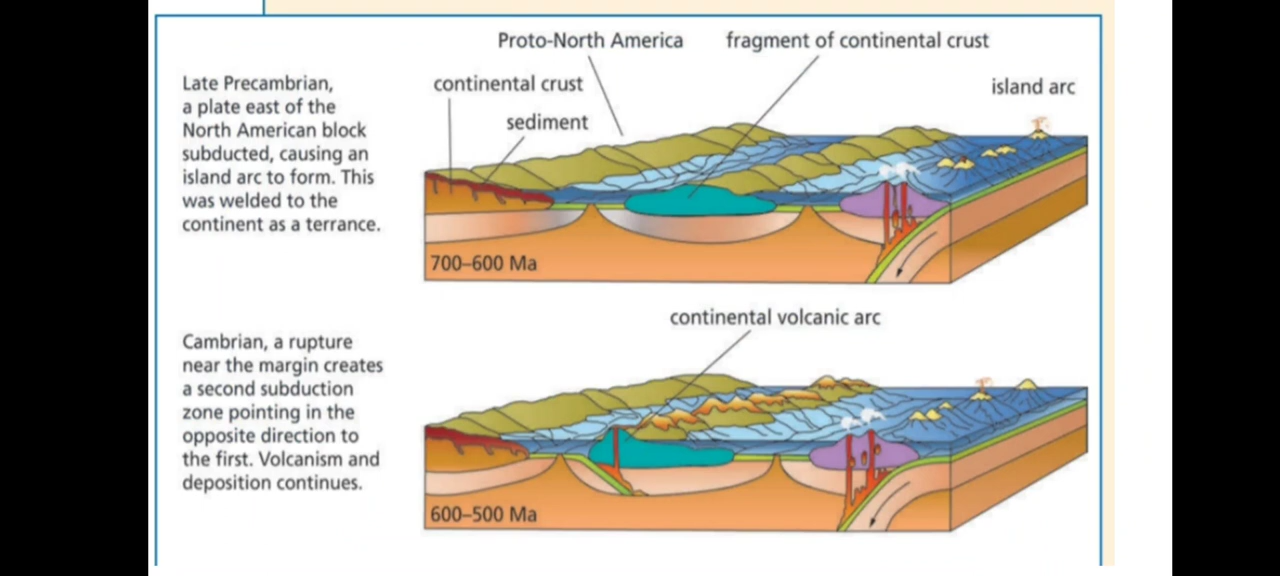 Proto-North America
fragment of continental crust
Late Precambrian,
a plate east of the
North American block
subducted, causing an
island arc to form. This
was welded to the
continent as a terrance.
continental crust
sediment
island arc
700–600 Ma
continental volcanic arc
Cambrian, a rupture
near the margin creates
a second subduction
zone pointing in the
opposite direction to
the first. Volcanism and
deposition continues.
600–500 Ma